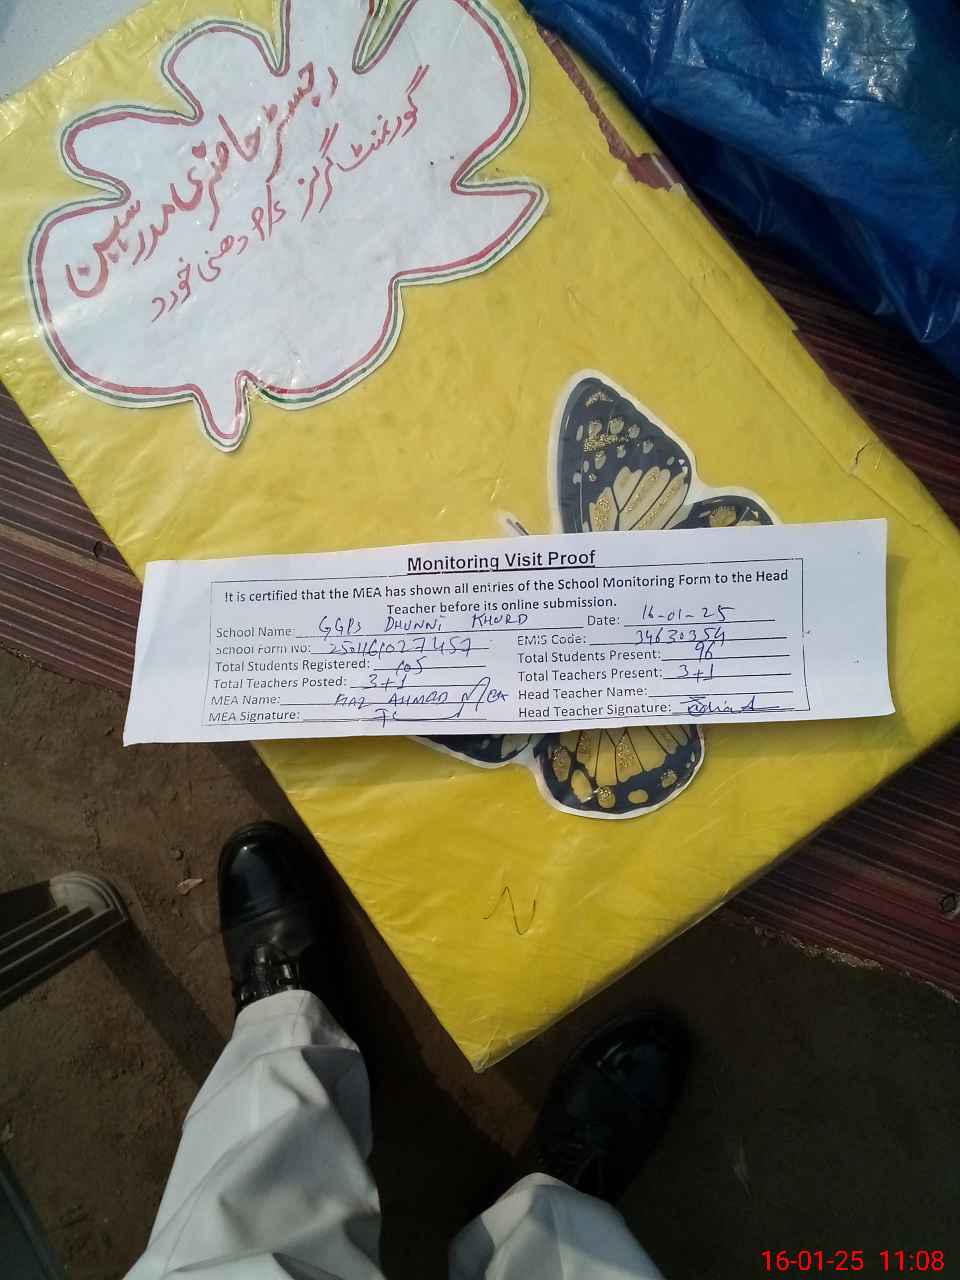 رجسٹر حاضری مدرسین
گورنمنٹ گرلز پ/س دھنی خورد
Monitoring Visit Proof
It is certified that the MEA has shown all entries of the School Monitoring Form to the Head
Teacher before its online submission.
School Name: GGPS DHUNNI KHURD Date: 16-01-25
School Form No: 2501161027457 EMIS Code: 34630354
Total Students Registered: 105 Total Students Present: 96
Total Teachers Posted: 3+1 Total Teachers Present: 3+1
MEA Name: AHMAD MEA Head Teacher Name:
MEA Signature: Head Teacher Signature:
16-01-25 11:08